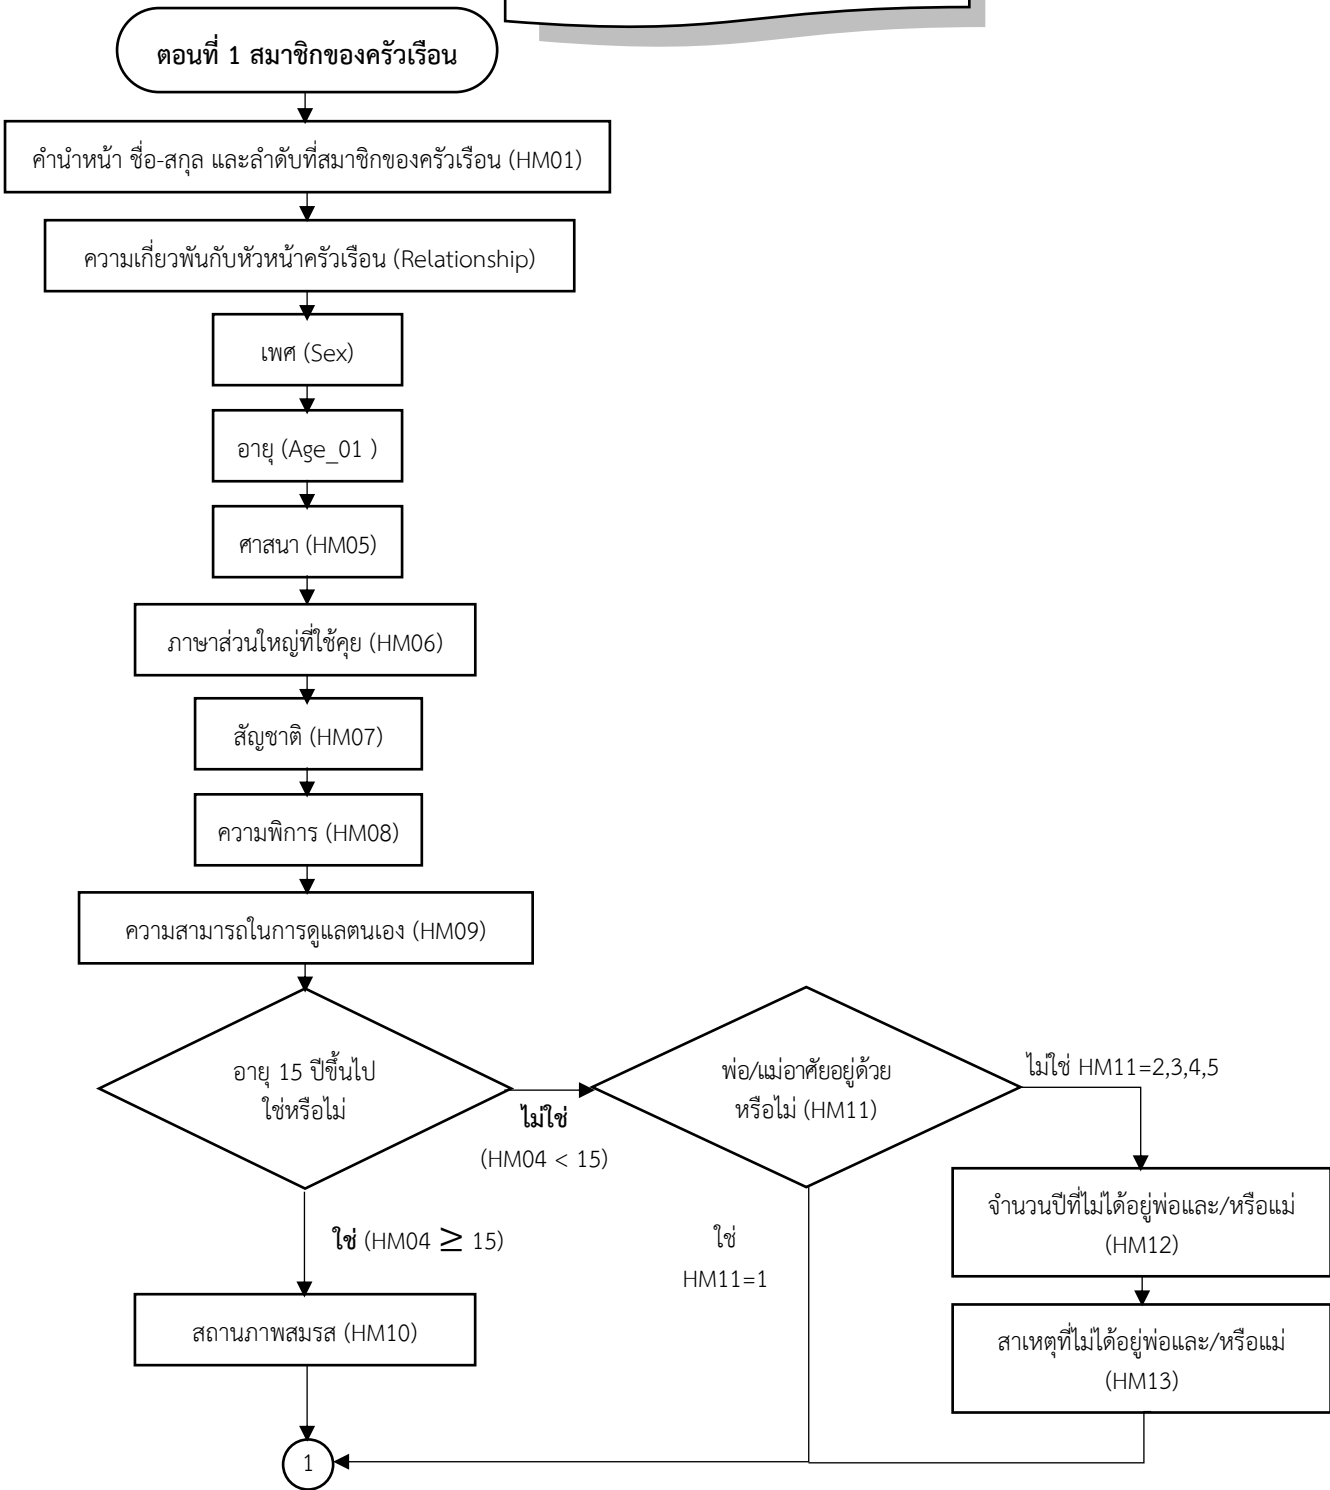 ตอนที่ 1 สมาชิกของครัวเรือน
คำนำหน้า ชื่อ-สกุล และลำดับที่สมาชิกของครัวเรือน (HM01)
ความเกี่ยวพันกับหัวหน้าครัวเรือน (Relationship)
เพศ (Sex)
อายุ (Age_01 )
ศาสนา (HM05)
ภาษาส่วนใหญ่ที่ใช้คุย (HM06)
สัญชาติ (HM07)
ความพิการ (HM08)
ความสามารถในการดูแลตนเอง (HM09)
อายุ 15 ปีขึ้นไป
ใช่หรือไม่
ไม่ใช่
(HM04 < 15)
พ่อ/แม่อาศัยอยู่ด้วย
หรือไม่ (HM11)
ไม่ใช่ HM11=2,3,4,5
จำนวนปีที่ไม่ได้อยู่พ่อและ/หรือแม่
(HM12)
ใช่ (HM04 ≥ 15)
ใช่
HM11=1
สถานภาพสมรส (HM10)
สาเหตุที่ไม่ได้อยู่พ่อและ/หรือแม่
(HM13)
1